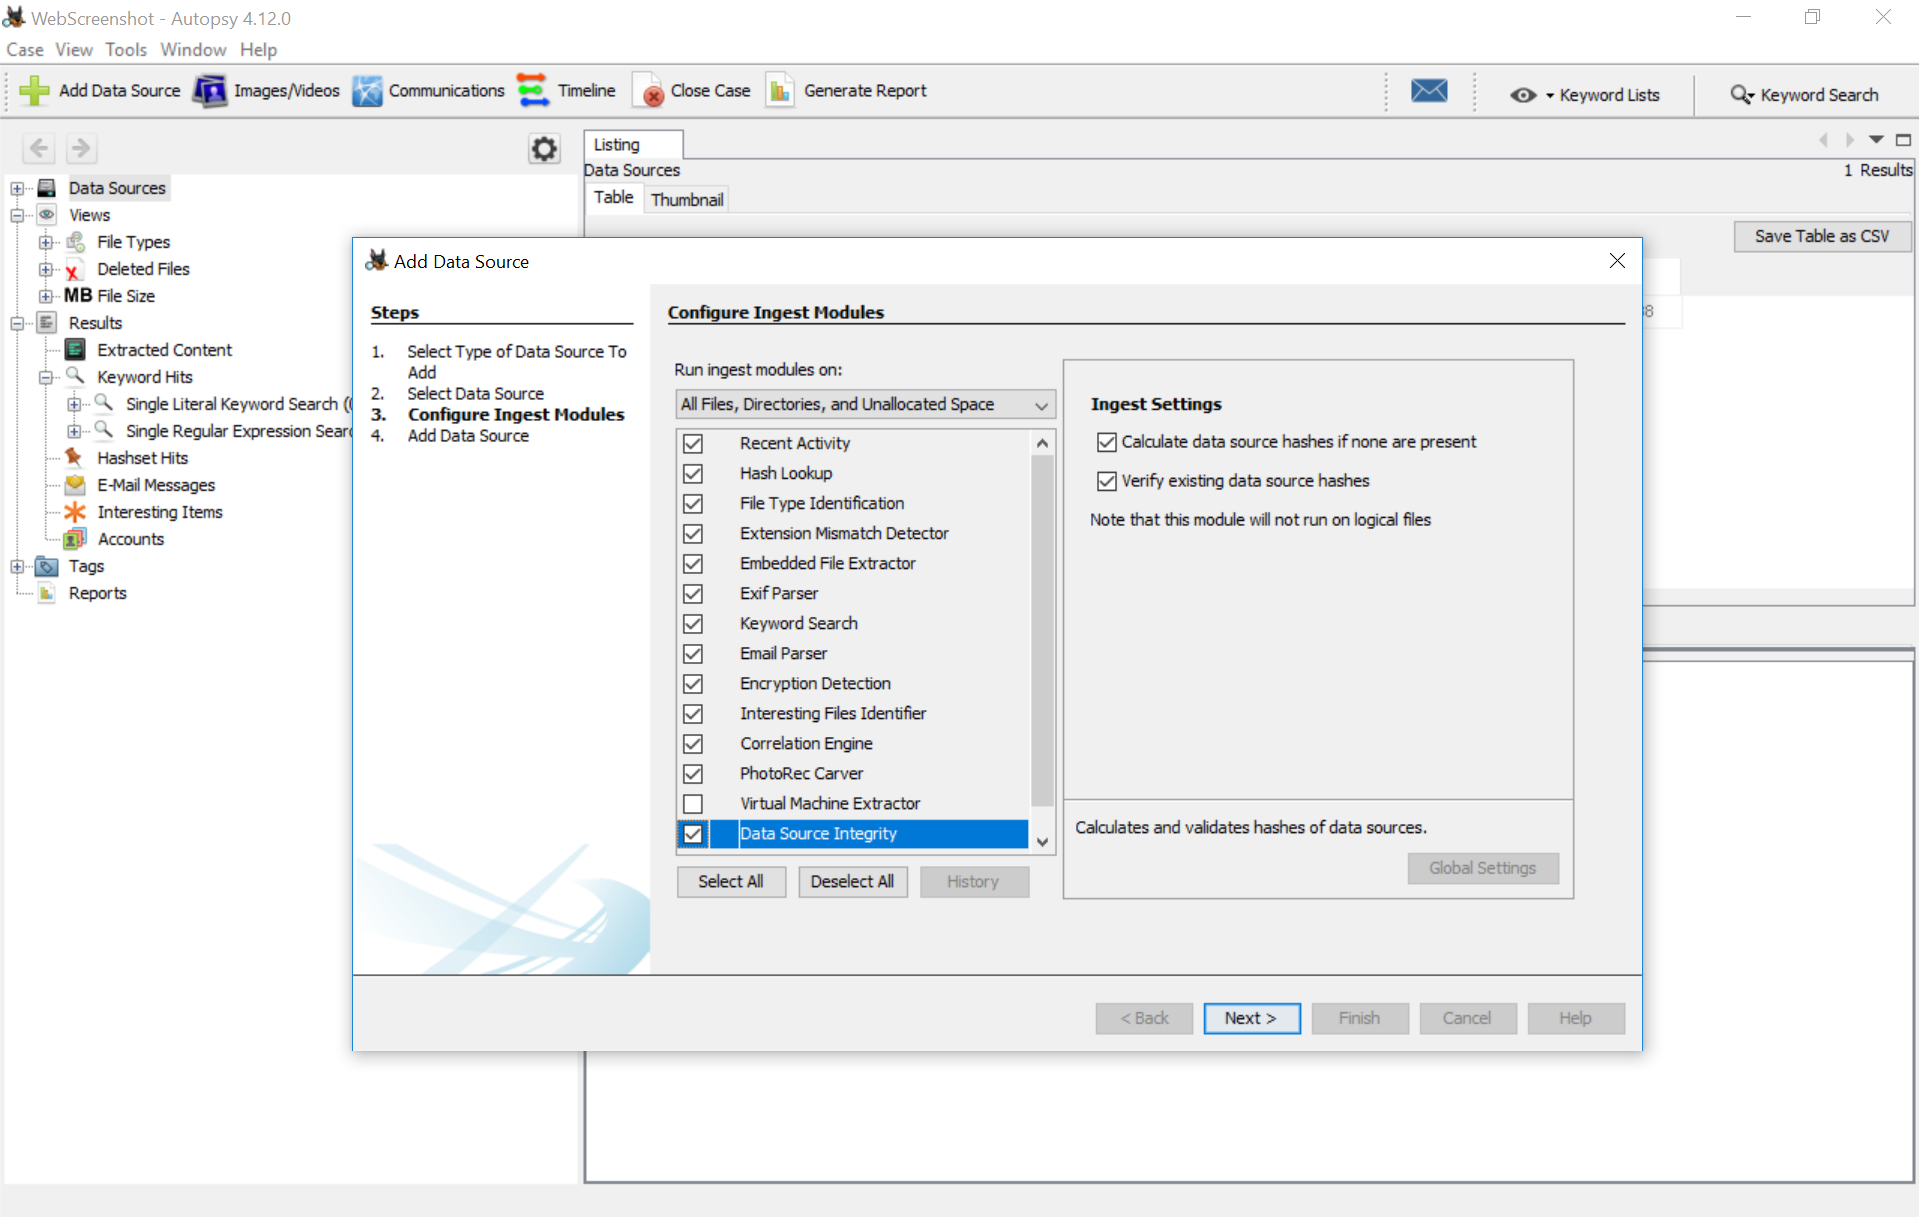 WebScreenshot - Autopsy 4.12.0
Case View Tools Window Help
Add Data Source Images/Videos Communications Timeline Close Case Generate Report Keyword Lists Keyword Search
Listing
Data Sources 1 Results
Table Thumbnail
Save Table as CSV
Data Sources
Views
File Types
Deleted Files
MB File Size
Results
Extracted Content
Keyword Hits
Single Literal Keyword Search (
Single Regular Expression Sear
Hashset Hits
E-Mail Messages
Interesting Items
Accounts
Tags
Reports
Add Data Source
Steps
1. Select Type of Data Source To
Add
2. Select Data Source
3. Configure Ingest Modules
4. Add Data Source
Configure Ingest Modules
Run ingest modules on:
All Files, Directories, and Unallocated Space
Recent Activity
Hash Lookup
File Type Identification
Extension Mismatch Detector
Embedded File Extractor
Exif Parser
Keyword Search
Email Parser
Encryption Detection
Interesting Files Identifier
Correlation Engine
PhotoRec Carver
Virtual Machine Extractor
Data Source Integrity
Select All Deselect All History
Ingest Settings
Calculate data source hashes if none are present
Verify existing data source hashes
Note that this module will not run on logical files
Calculates and validates hashes of data sources.
Global Settings
< Back Next > Finish Cancel Help